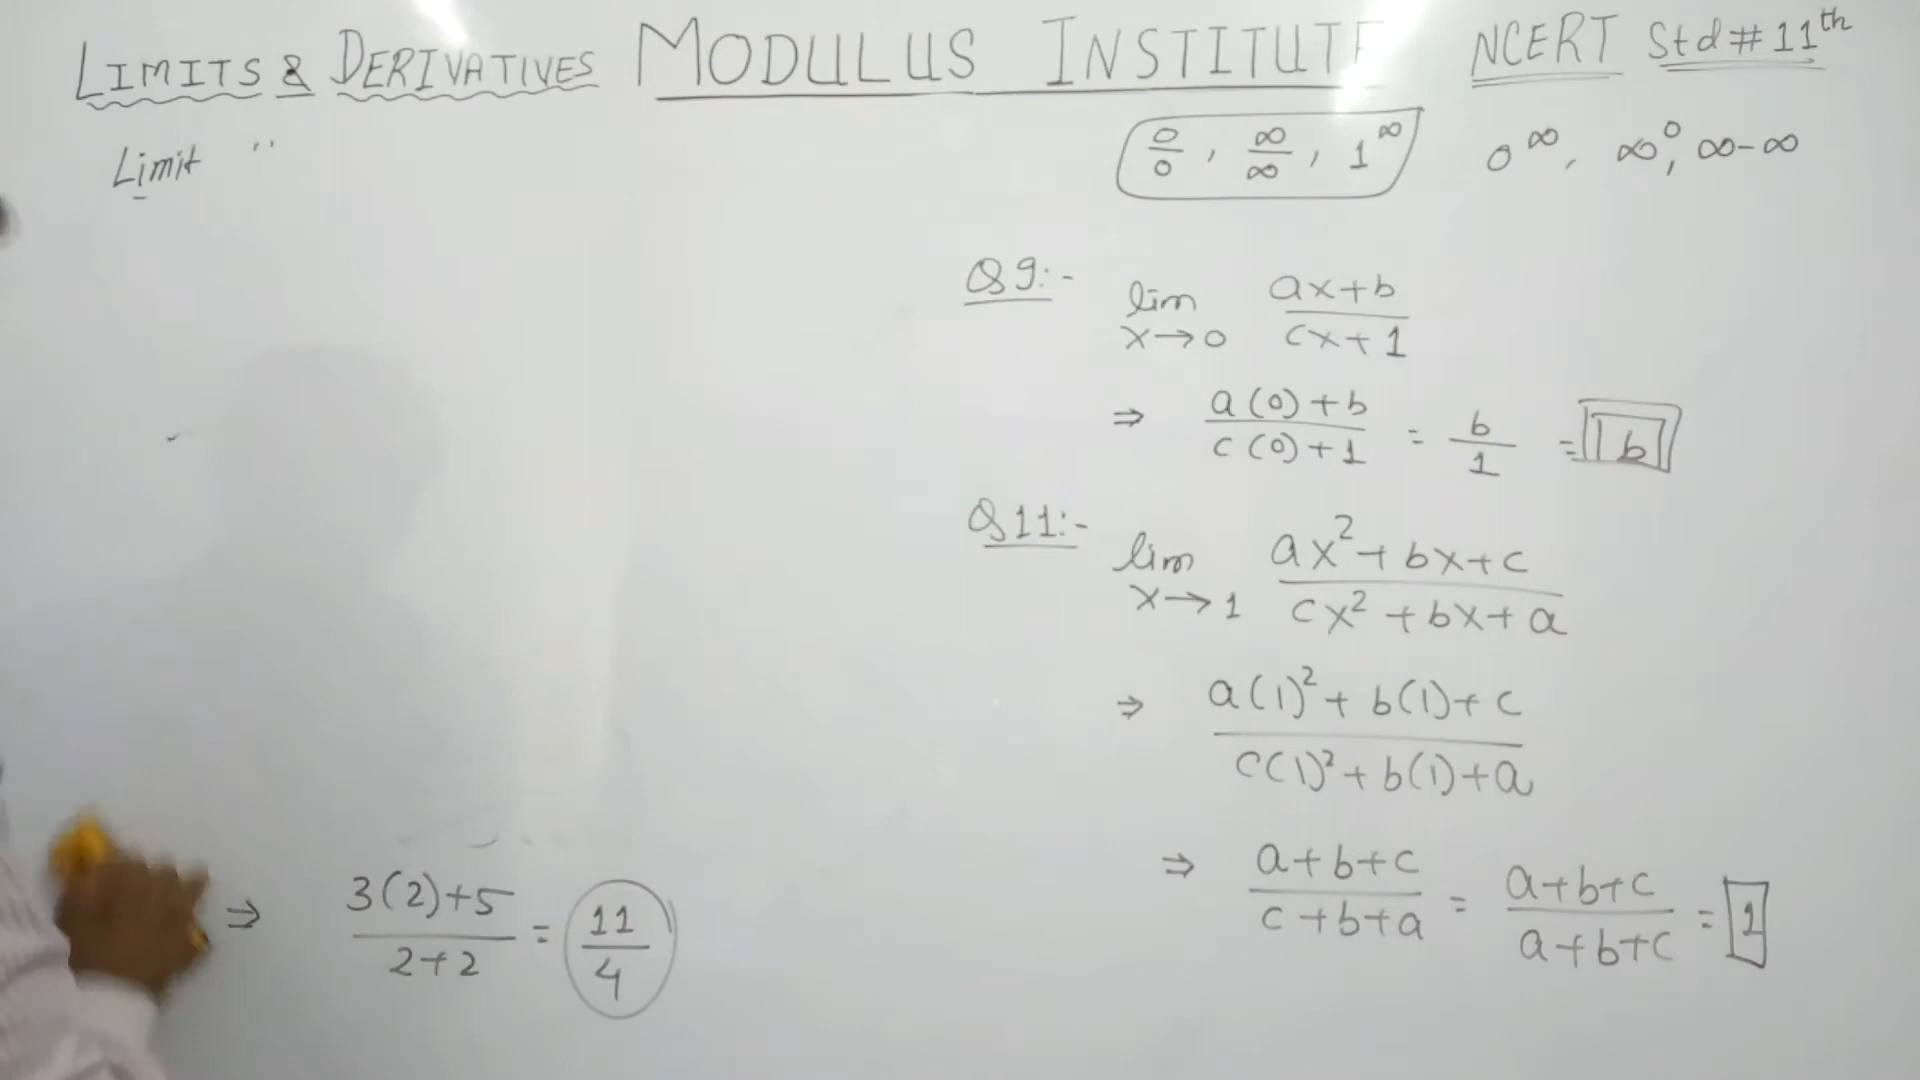 LIMITS & DERIVATIVES MODULUS INSTITUTE NCERT Std # 11th
Limit "
0/0 , ∞/∞ , 1^∞ 0^∞, ∞^0, ∞-∞
Q9:- lim x→0 ax+b / cx+1
⇒ a(0)+b / c(0)+1 = b/1 = b
Q11:- lim x→1 ax²+bx+c / cx²+bx+a
⇒ a(1)²+b(1)+c / c(1)²+b(1)+a
⇒ a+b+c / c+b+a = a+b+c / a+b+c = 1
⇒ 3(2)+5 / 2+2 = 11/4